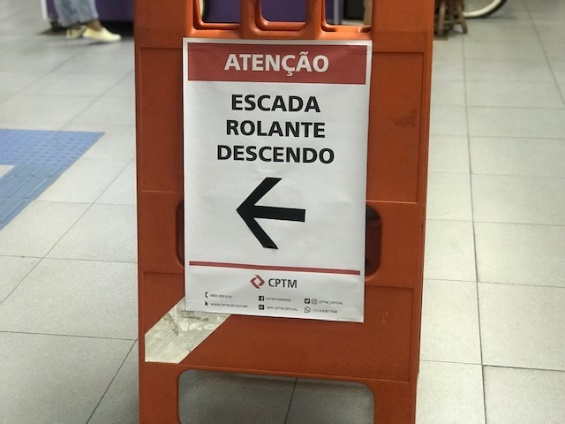 ATENÇÃO
ESCADA
ROLANTE
DESCENDO
CPTM